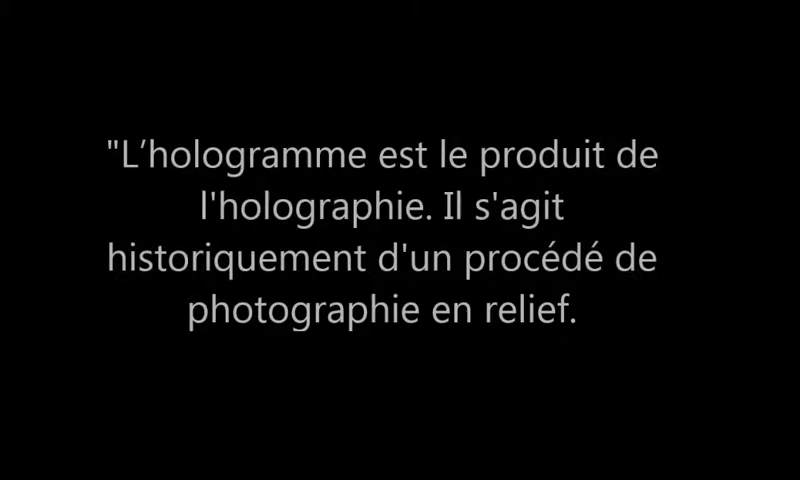 "L’hologramme est le produit de
l'holographie. Il s'agit
historiquement d'un procédé de
photographie en relief.